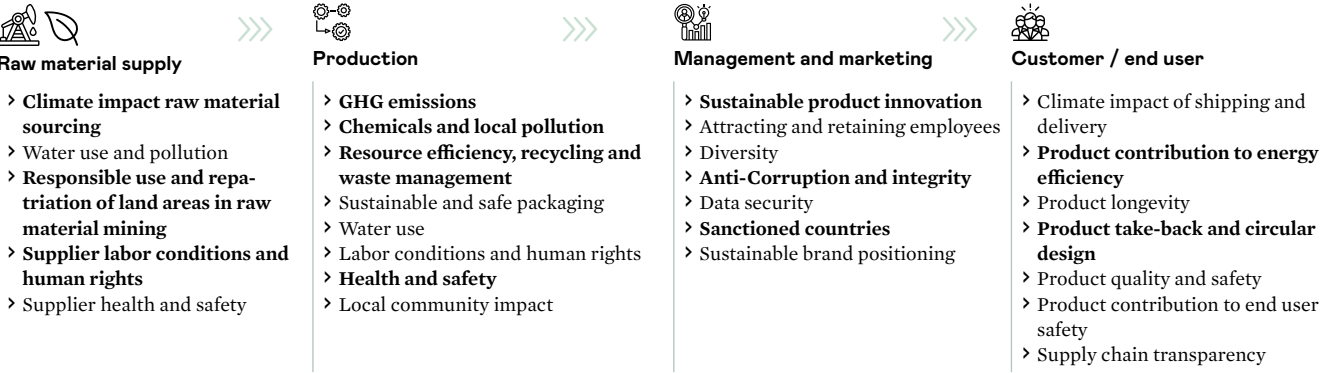 Raw material supply
› Climate impact raw material
sourcing
› Water use and pollution
› Responsible use and repa-
triation of land areas in raw
material mining
› Supplier labor conditions and
human rights
› Supplier health and safety
Production
› GHG emissions
› Chemicals and local pollution
› Resource efficiency, recycling and
waste management
› Sustainable and safe packaging
› Water use
› Labor conditions and human rights
› Health and safety
› Local community impact
Management and marketing
› Sustainable product innovation
› Attracting and retaining employees
› Diversity
› Anti-Corruption and integrity
› Data security
› Sanctioned countries
› Sustainable brand positioning
Customer / end user
› Climate impact of shipping and
delivery
› Product contribution to energy
efficiency
› Product longevity
› Product take-back and circular
design
› Product quality and safety
› Product contribution to end user
safety
› Supply chain transparency